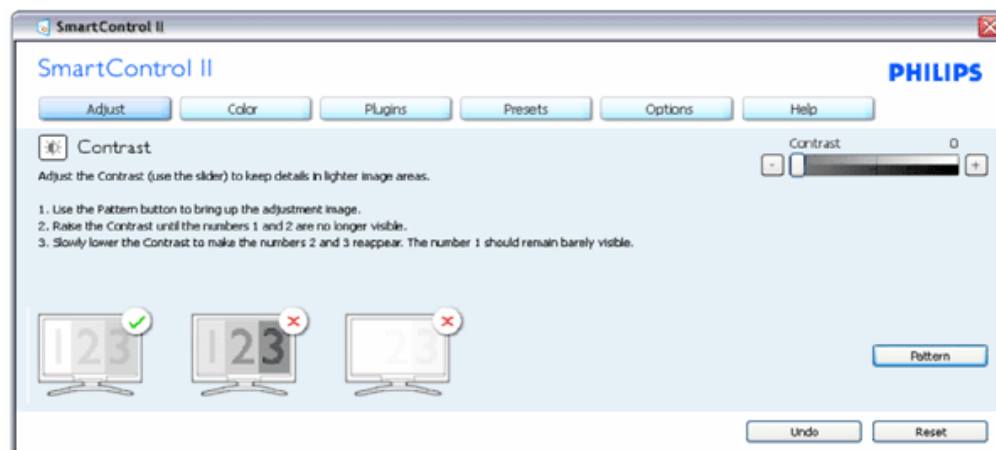 SmartControl II
SmartControl II
PHILIPS
Adjust Color Plugins Presets Options Help
Contrast
Contrast 0
- +
Adjust the Contrast (use the slider) to keep details in lighter image areas.
1. Use the Pattern button to bring up the adjustment image.
2. Raise the Contrast until the numbers 1 and 2 are no longer visible.
3. Slowly lower the Contrast to make the numbers 2 and 3 reappear. The number 1 should remain barely visible.
123
123
23
Pattern
Undo Reset